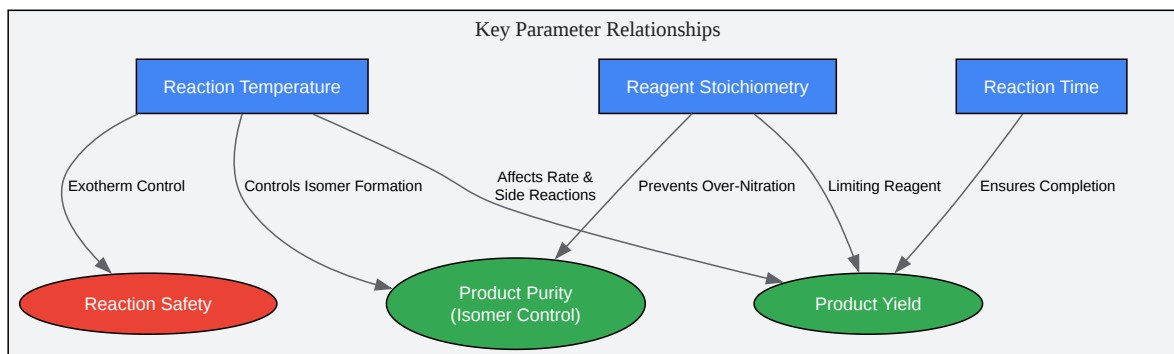 Key Parameter Relationships
Reaction Temperature
Reagent Stoichiometry
Reaction Time
Exotherm Control
Controls Isomer Formation
Affects Rate &
Side Reactions
Prevents Over-Nitration
Limiting Reagent
Ensures Completion
Reaction Safety
Product Purity
(Isomer Control)
Product Yield